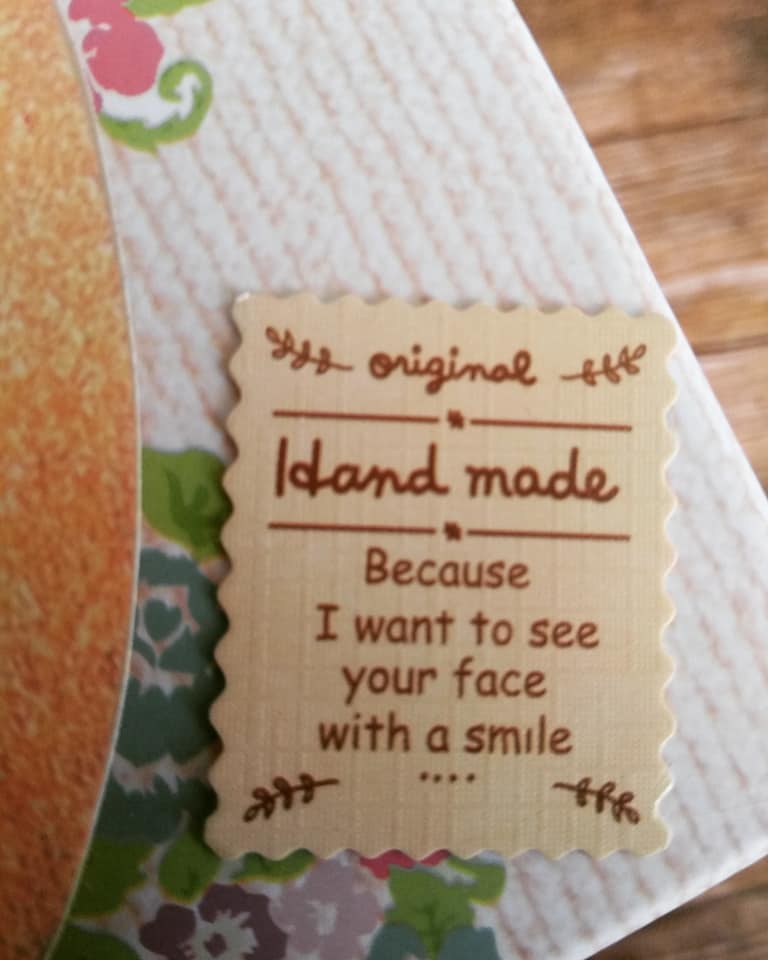 original
Hand made
Because
I want to see
your face
with a smile
....